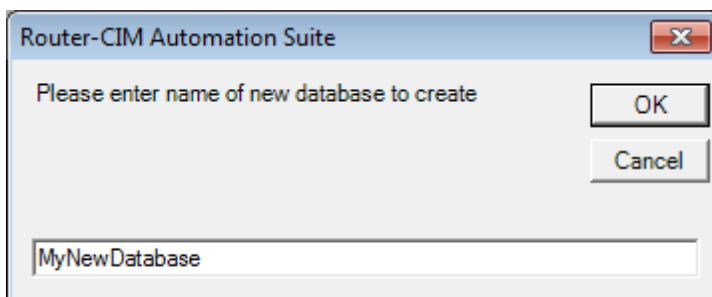 Router-CIM Automation Suite
Please enter name of new database to create
OK
Cancel
MyNewDatabase